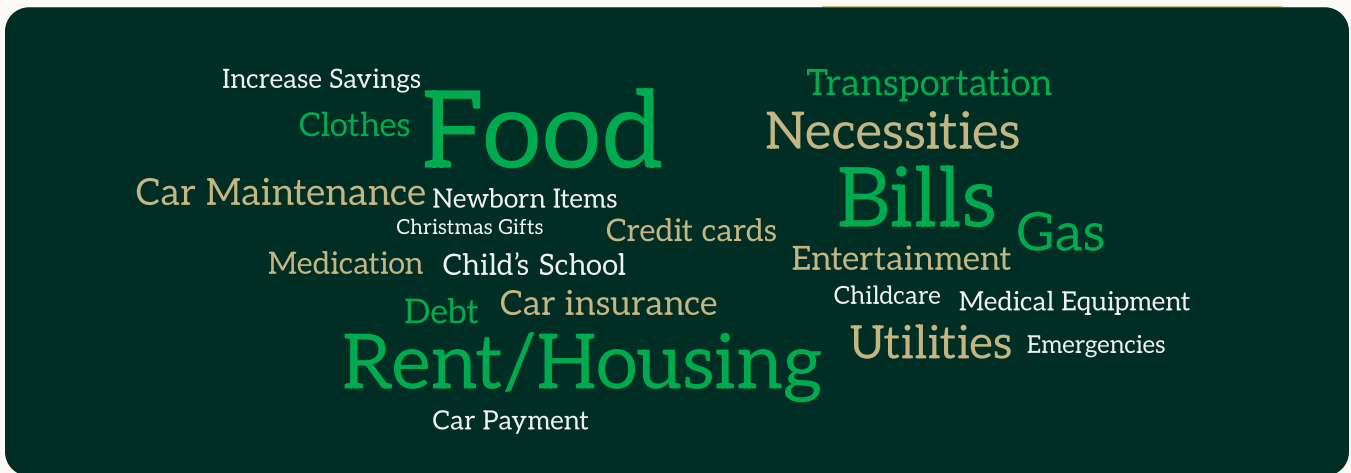 Increase Savings
Transportation
Food
Clothes
Necessities
Car Maintenance
Newborn Items
Bills
Christmas Gifts
Credit cards
Gas
Medication
Child’s School
Entertainment
Childcare
Medical Equipment
Debt
Car insurance
Utilities
Emergencies
Rent/Housing
Car Payment